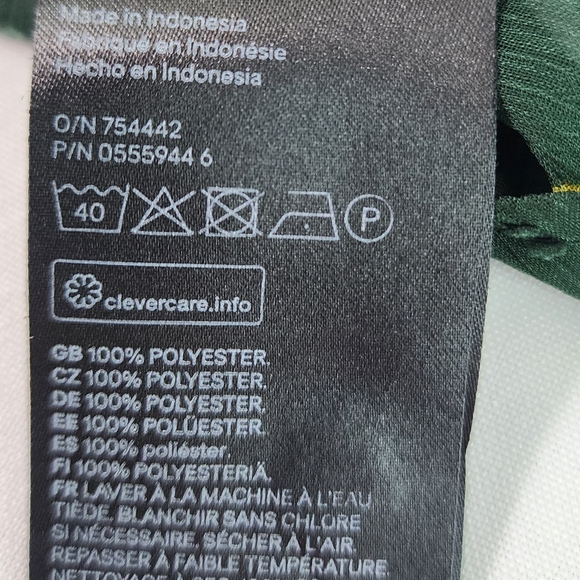 Made in Indonesia
Fabriqué en Indonésie
Hecho en Indonesia
O/N 754442
P/N 0555944 6
40
P
clevercare.info
GB 100% POLYESTER.
CZ 100% POLYESTER.
DE 100% POLYESTER.
EE 100% POLÜESTER.
ES 100% poliéster.
FI 100% POLYESTERIÄ.
FR LAVER À LA MACHINE À L'EAU
TIÈDE, BLANCHIR SANS CHLORE
SI NÉCESSAIRE, SÉCHER À L'AIR.
REPASSER À FAIBLE TEMPÉRATURE.
NETTOYAGE À SEC